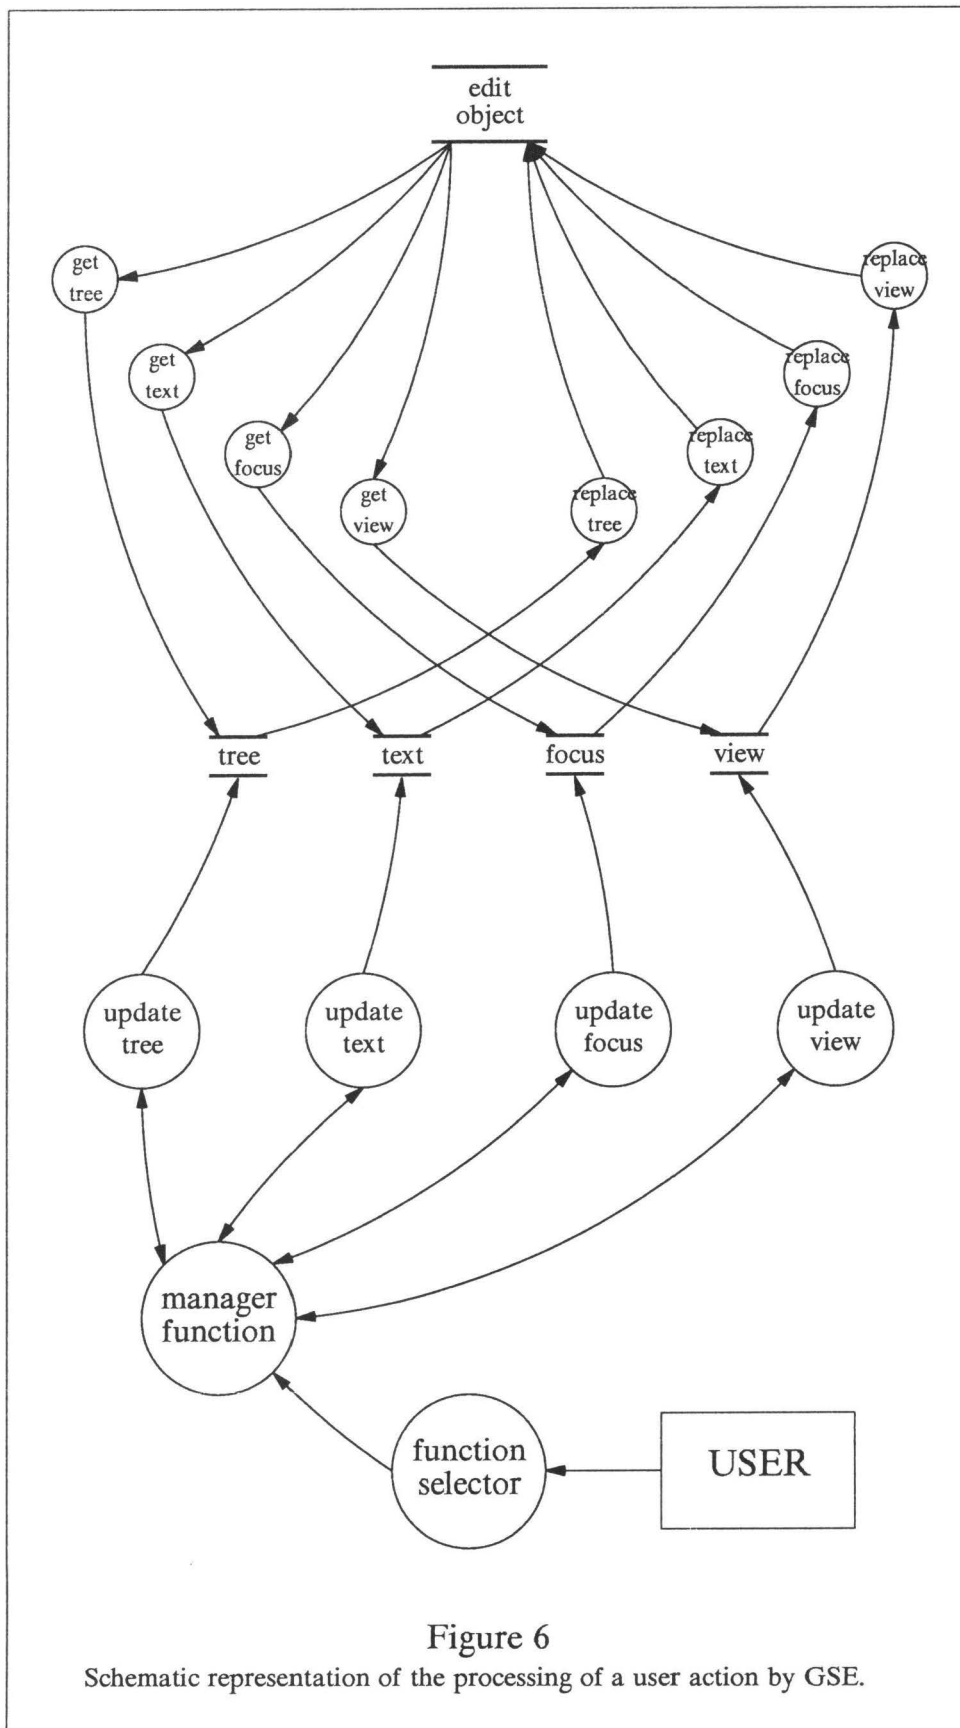 edit
object
get
tree
replace
view
get
text
replace
focus
get
focus
replace
text
get
view
replace
tree
tree
text
focus
view
update
tree
update
text
update
focus
update
view
manager
function
function
selector
USER
Figure 6
Schematic representation of the processing of a user action by GSE.